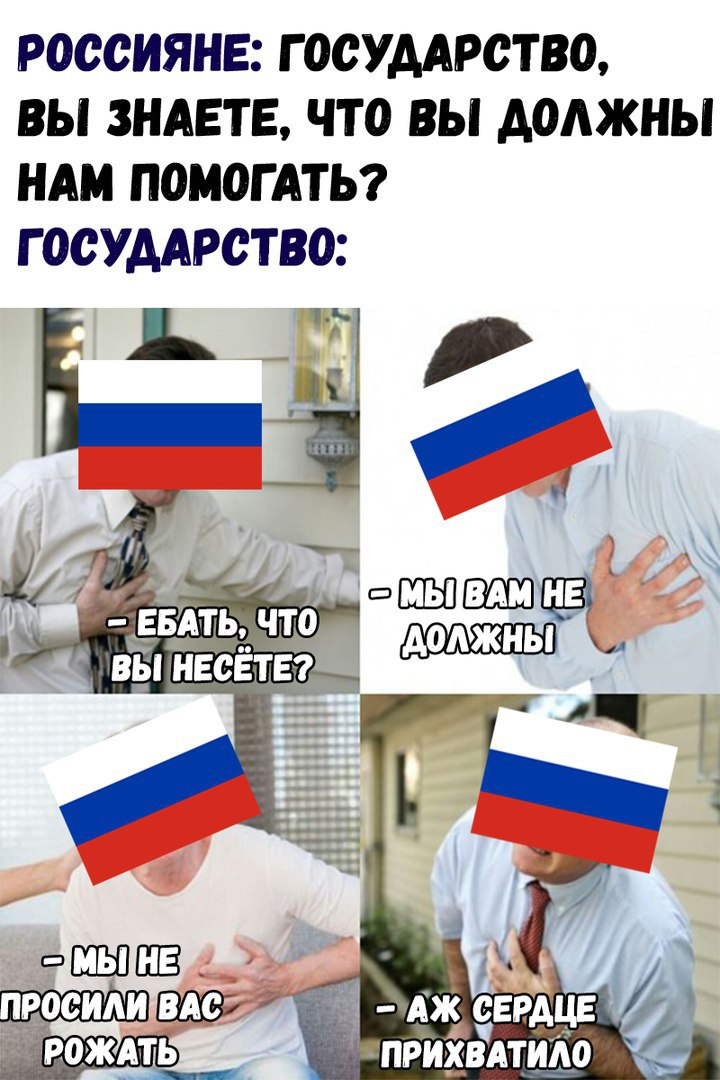 РОССИЯНЕ: ГОСУДАРСТВО,
ВЫ ЗНАЕТЕ, ЧТО ВЫ ДОЛЖНЫ
НАМ ПОМОГАТЬ?
ГОСУДАРСТВО:
- ЕБАТЬ, ЧТО
ВЫ НЕСЁТЕ?
- МЫ ВАМ НЕ
ДОЛЖНЫ
- МЫ НЕ
ПРОСИЛИ ВАС
РОЖАТЬ
- АЖ СЕРДЦЕ
ПРИХВАТИЛО